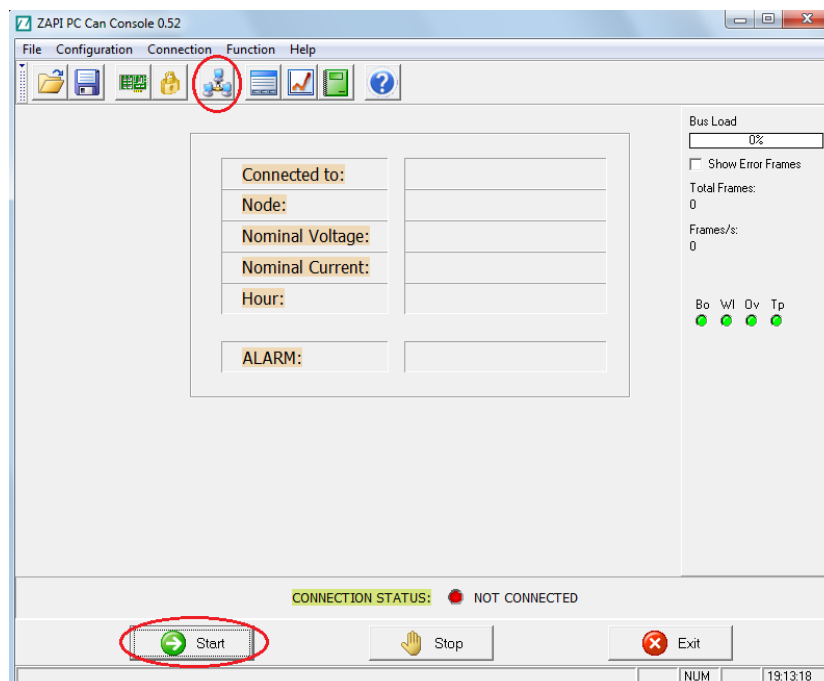 ZAPI PC Can Console 0.52
File Configuration Connection Function Help
Bus Load
0%
Show Error Frames
Total Frames:
0
Frames/s:
0
Bo Wl Ov Tp
Connected to:
Node:
Nominal Voltage:
Nominal Current:
Hour:
ALARM:
CONNECTION STATUS: NOT CONNECTED
Start Stop Exit
NUM 19:13:18